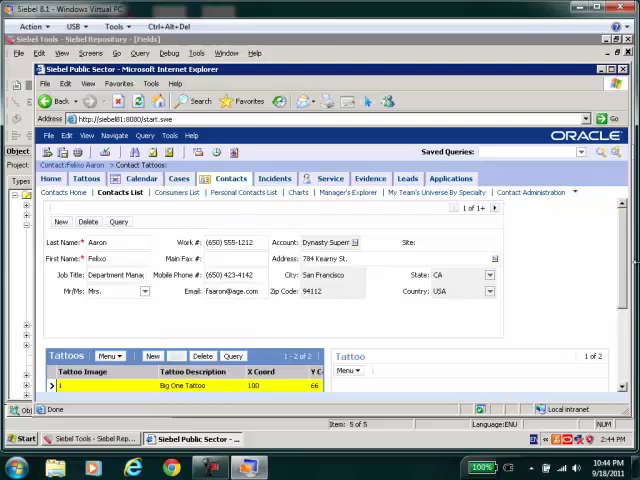 Siebel 8.1 - Windows Virtual PC
Action USB Tools Ctrl+Alt+Del
Siebel Tools - Siebel Repository - [Fields]
File Edit View Screens Go Query Debug Tools Window Help
Siebel Public Sector - Microsoft Internet Explorer
File Edit View Favorites Tools Help
Back Search Favorites
Address http://siebel81:8080/start.swe Go
File Edit View Navigate Query Tools Help ORACLE
Saved Queries:
Object
Contact:Felixo Aaron > Contact Tattoos:
Project:
Home Tattoos Calendar Cases Contacts Incidents Service Evidence Leads Applications
Types
Contacts Home Contacts List Consumers List Personal Contacts List Charts Manager's Explorer My Team's Universe By Specialty Contact Administration
1 of 1+
New Delete Query
Last Name:* Aaron Work #: (650) 555-1212 Account: Dynasty Superr Site:
First Name:* Felixo Main Fax #: Address: 784 Kearny St.
Job Title: Department Manag Mobile Phone #: (650) 423-4142 City: San Francisco State: CA
Mr/Ms: Mrs. Email: faaron@age.com Zip Code: 94112 Country: USA
Tattoos Menu New Delete Query 1 - 2 of 2
Tattoo 1 of 2
Menu
Tattoo Image Tattoo Description X Coord Y C
1 Big One Tattoo 100 66
Obj Done Local intranet
Item: 5 of 5 Language:ENU NUM
Start Siebel Tools - Siebel Rep... Siebel Public Sector - ... EN 2:44 PM
100% 10:44 PM
9/18/2011